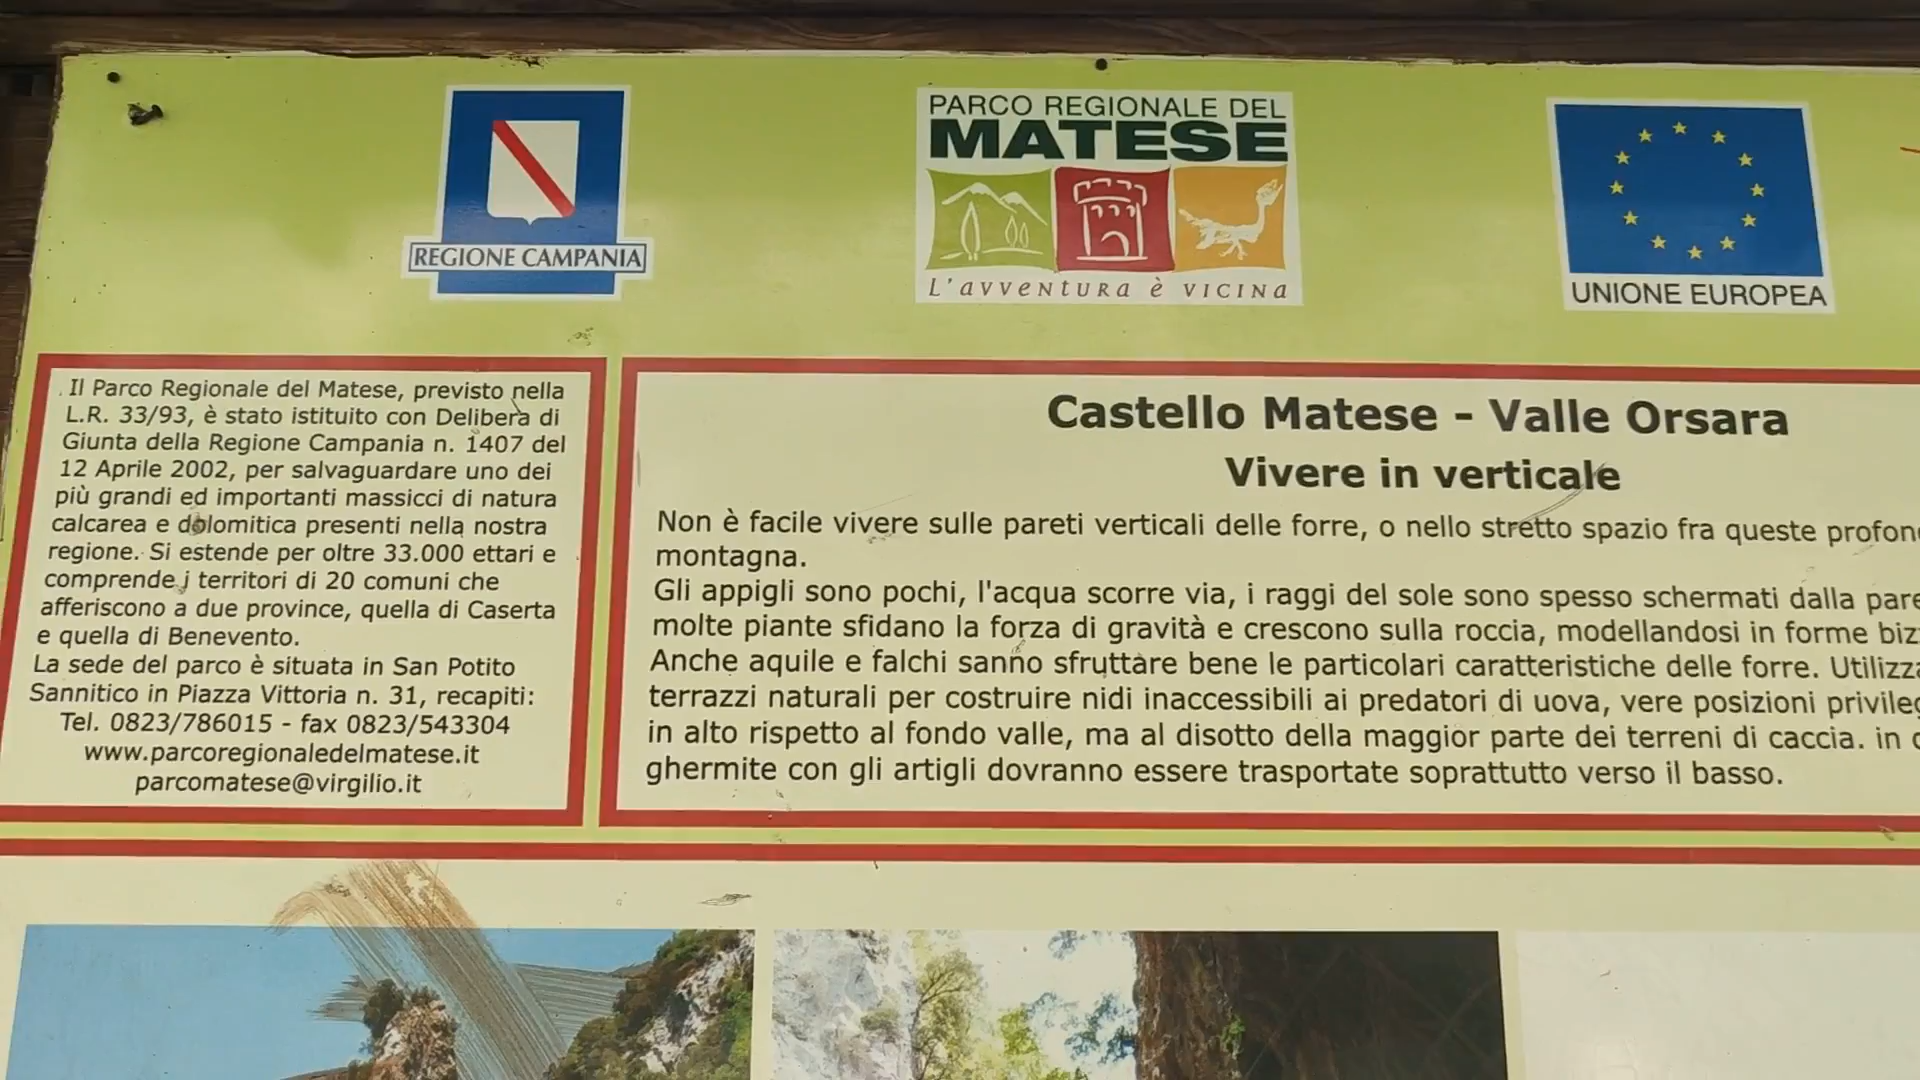 REGIONE CAMPANIA
PARCO REGIONALE DEL
MATESE
L'avventura è vicina
UNIONE EUROPEA
Il Parco Regionale del Matese, previsto nella
L.R. 33/93, è stato istituito con Delibera di
Giunta della Regione Campania n. 1407 del
12 Aprile 2002, per salvaguardare uno dei
più grandi ed importanti massicci di natura
calcarea e dolomitica presenti nella nostra
regione. Si estende per oltre 33.000 ettari e
comprende i territori di 20 comuni che
afferiscono a due province, quella di Caserta
e quella di Benevento.
La sede del parco è situata in San Potito
Sannitico in Piazza Vittoria n. 31, recapiti:
Tel. 0823/786015 - fax 0823/543304
www.parcoregionaledelmatese.it
parcomatese@virgilio.it
Castello Matese - Valle Orsara
Vivere in verticale
Non è facile vivere sulle pareti verticali delle forre, o nello stretto spazio fra queste
montagna.
Gli appigli sono pochi, l'acqua scorre via, i raggi del sole sono spesso schermati dalla
molte piante sfidano la forza di gravità e crescono sulla roccia, modellandosi in forme
Anche aquile e falchi sanno sfruttare bene le particolari caratteristiche delle forre.
terrazzi naturali per costruire nidi inaccessibili ai predatori di uova, vere posizioni
in alto rispetto al fondo valle, ma al disotto della maggior parte dei terreni di caccia. in
ghermite con gli artigli dovranno essere trasportate soprattutto verso il basso.